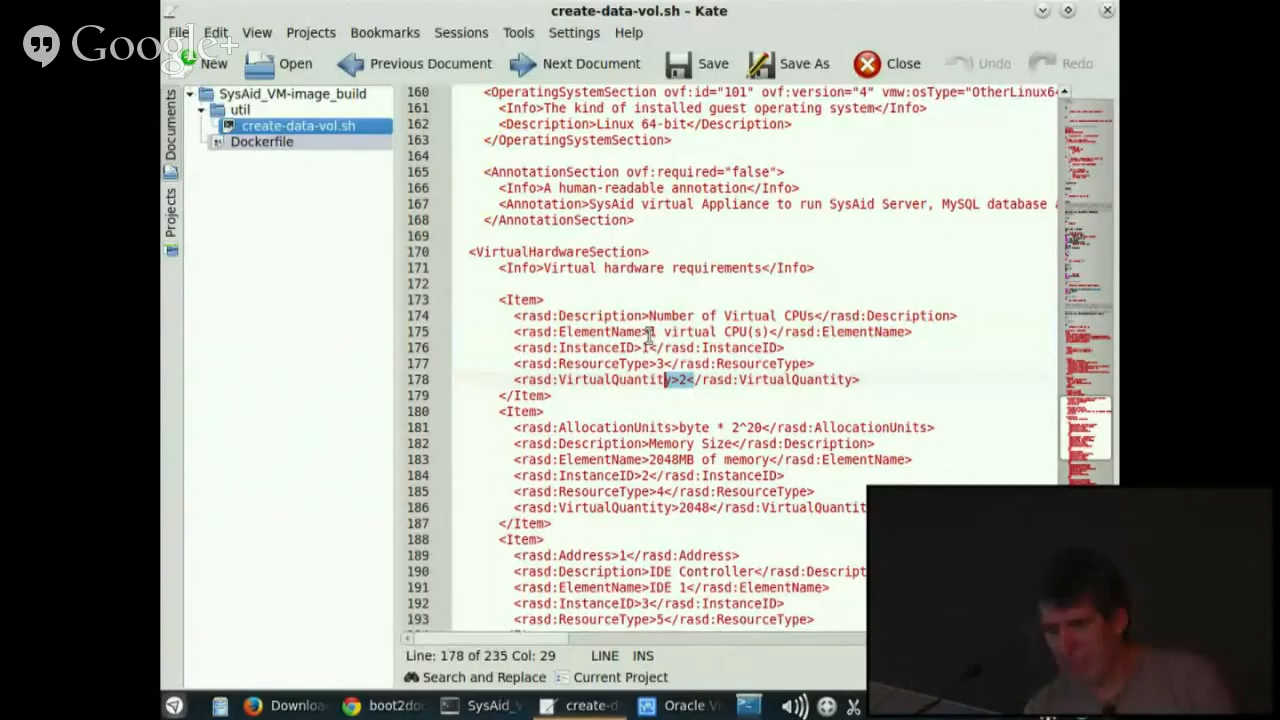 create-data-vol.sh – Kate
Google+
File Edit View Projects Bookmarks Sessions Tools Settings Help
New Open Previous Document Next Document Save Save As Close Undo Redo
Documents
Projects
SysAid_VM-image_build
util
create-data-vol.sh
Dockerfile
160 <OperatingSystemSection ovf:id="101" ovf:version="4" vmw:osType="OtherLinux64
161 <Info>The kind of installed guest operating system</Info>
162 <Description>Linux 64-bit</Description>
163 </OperatingSystemSection>
164
165 <AnnotationSection ovf:required="false">
166 <Info>A human-readable annotation</Info>
167 <Annotation>SysAid virtual Appliance to run SysAid Server, MySQL database a
168 </AnnotationSection>
169
170 <VirtualHardwareSection>
171 <Info>Virtual hardware requirements</Info>
172
173 <Item>
174 <rasd:Description>Number of Virtual CPUs</rasd:Description>
175 <rasd:ElementName> virtual CPU(s)</rasd:ElementName>
176 <rasd:InstanceID>1</rasd:InstanceID>
177 <rasd:ResourceType>3</rasd:ResourceType>
178 <rasd:VirtualQuantity>2</rasd:VirtualQuantity>
179 </Item>
180 <Item>
181 <rasd:AllocationUnits>byte * 2^20</rasd:AllocationUnits>
182 <rasd:Description>Memory Size</rasd:Description>
183 <rasd:ElementName>2048MB of memory</rasd:ElementName>
184 <rasd:InstanceID>2</rasd:InstanceID>
185 <rasd:ResourceType>4</rasd:ResourceType>
186 <rasd:VirtualQuantity>2048</rasd:VirtualQuantit
187 </Item>
188 <Item>
189 <rasd:Address>1</rasd:Address>
190 <rasd:Description>IDE Controller</rasd:Descript
191 <rasd:ElementName>IDE 1</rasd:ElementName>
192 <rasd:InstanceID>3</rasd:InstanceID>
193 <rasd:ResourceType>5</rasd:ResourceType>
Line: 178 of 235 Col: 29 LINE INS
Search and Replace Current Project
Downloa boot2do SysAid_V create-d Oracle VM